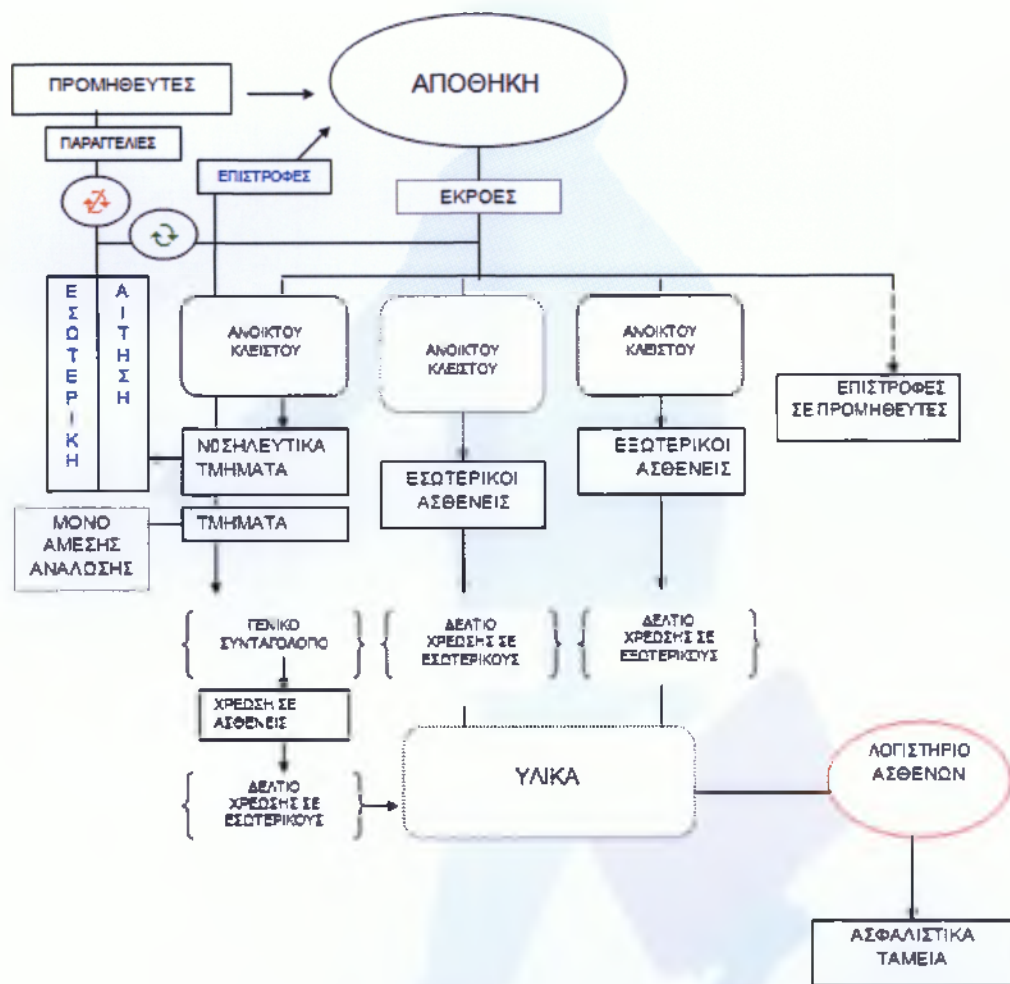 ΑΠΟΘΗΚΗ
ΠΡΟΜΗΘΕΥΤΕΣ
ΠΑΡΑΓΓΕΛΙΕΣ
ΕΠΙΣΤΡΟΦΕΣ
ΕΚΡΟΕΣ
ΕΣΩΤΕΡΙΚΗ
ΑΙΤΗΣΗ
ΑΝΟΙΚΤΟΥ
ΚΛΕΙΣΤΟΥ
ΑΝΟΙΚΤΟΥ
ΚΛΕΙΣΤΟΥ
ΑΝΟΙΚΤΟΥ
ΚΛΕΙΣΤΟΥ
ΕΠΙΣΤΡΟΦΕΣ
ΣΕ ΠΡΟΜΗΘΕΥΤΕΣ
ΝΟΣΗΛΕΥΤΙΚΑ
ΤΜΗΜΑΤΑ
ΕΣΩΤΕΡΙΚΟΙ
ΑΣΘΕΝΕΙΣ
ΕΞΩΤΕΡΙΚΟΙ
ΑΣΘΕΝΕΙΣ
ΜΟΝΟ
ΑΜΕΣΗΣ
ΑΝΑΛΩΣΗΣ
ΤΜΗΜΑΤΑ
ΓΕΝΙΚΟ
ΣΥΝΤΑΓΟΛΟΓΙΟ
ΔΕΛΤΙΟ
ΧΡΕΩΣΗΣ ΣΕ
ΕΣΩΤΕΡΙΚΟΥΣ
ΔΕΛΤΙΟ
ΧΡΕΩΣΗΣ ΣΕ
ΕΞΩΤΕΡΙΚΟΥΣ
ΧΡΕΩΣΗ ΣΕ
ΑΣΘΕΝΕΙΣ
ΔΕΛΤΙΟ
ΧΡΕΩΣΗΣ ΣΕ
ΕΣΩΤΕΡΙΚΟΥΣ
ΥΛΙΚΑ
ΛΟΓΙΣΤΗΡΙΟ
ΑΣΘΕΝΩΝ
ΑΣΦΑΛΙΣΤΙΚΑ
ΤΑΜΕΙΑ